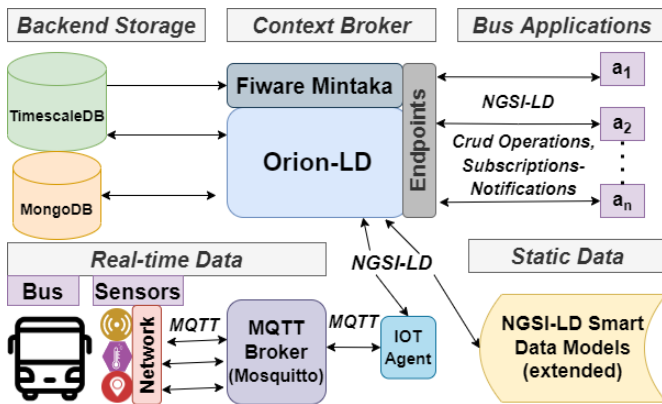 Backend Storage
Context Broker
Bus Applications
TimescaleDB
MongoDB
Fiware Mintaka
Orion-LD
Endpoints
NGSI-LD
Crud Operations,
Subscriptions-
Notifications
a1
a2
an
Real-time Data
Bus
Sensors
Network
MQTT
MQTT
Broker
(Mosquitto)
MQTT
IOT
Agent
NGSI-LD
Static Data
NGSI-LD Smart
Data Models
(extended)